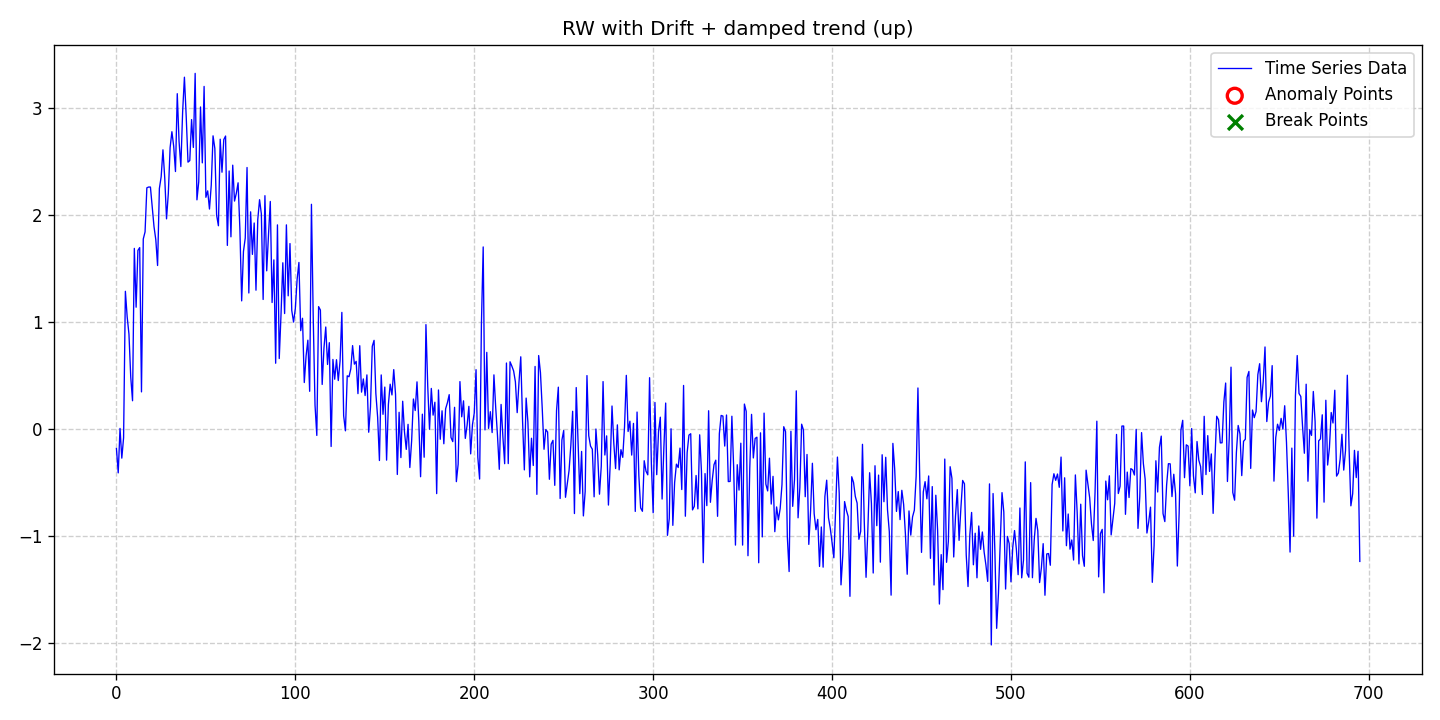 RW with Drift + damped trend (up)
Time Series Data
Anomaly Points
Break Points
3
2
1
0
−1
−2
0 100 200 300 400 500 600 700